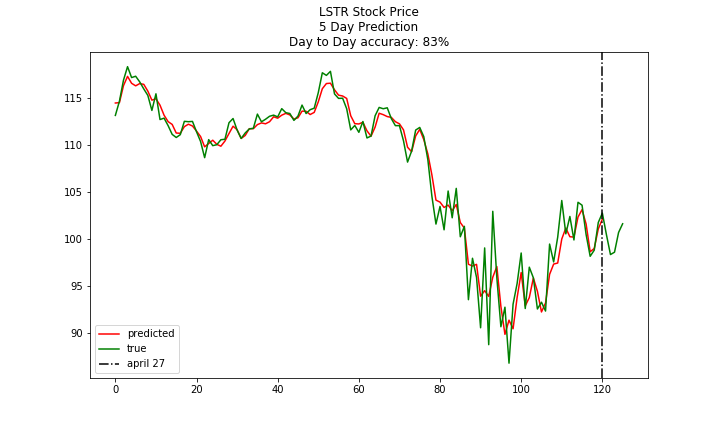 LSTR Stock Price
5 Day Prediction
Day to Day accuracy: 83%
115
110
105
100
95
90
predicted
true
april 27
0
20
40
60
80
100
120